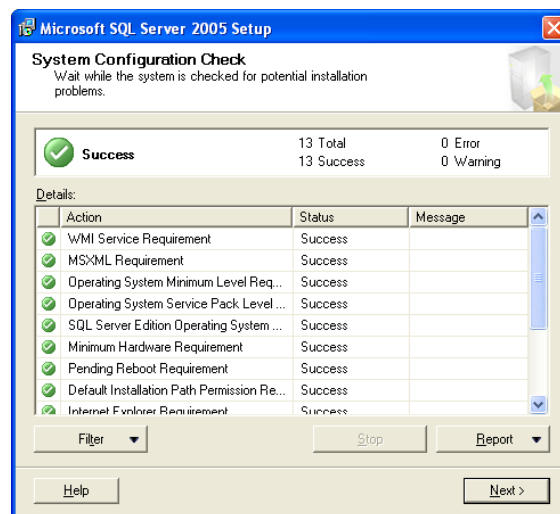 Microsoft SQL Server 2005 Setup
System Configuration Check
Wait while the system is checked for potential installation
problems.
Success 13 Total 0 Error
13 Success 0 Warning
Details:
Action Status Message
WMI Service Requirement Success
MSXML Requirement Success
Operating System Minimum Level Req... Success
Operating System Service Pack Level ... Success
SQL Server Edition Operating System ... Success
Minimum Hardware Requirement Success
Pending Reboot Requirement Success
Default Installation Path Permission Re... Success
Internet Explorer Requirement Success
Filter Stop Report
Help Next >